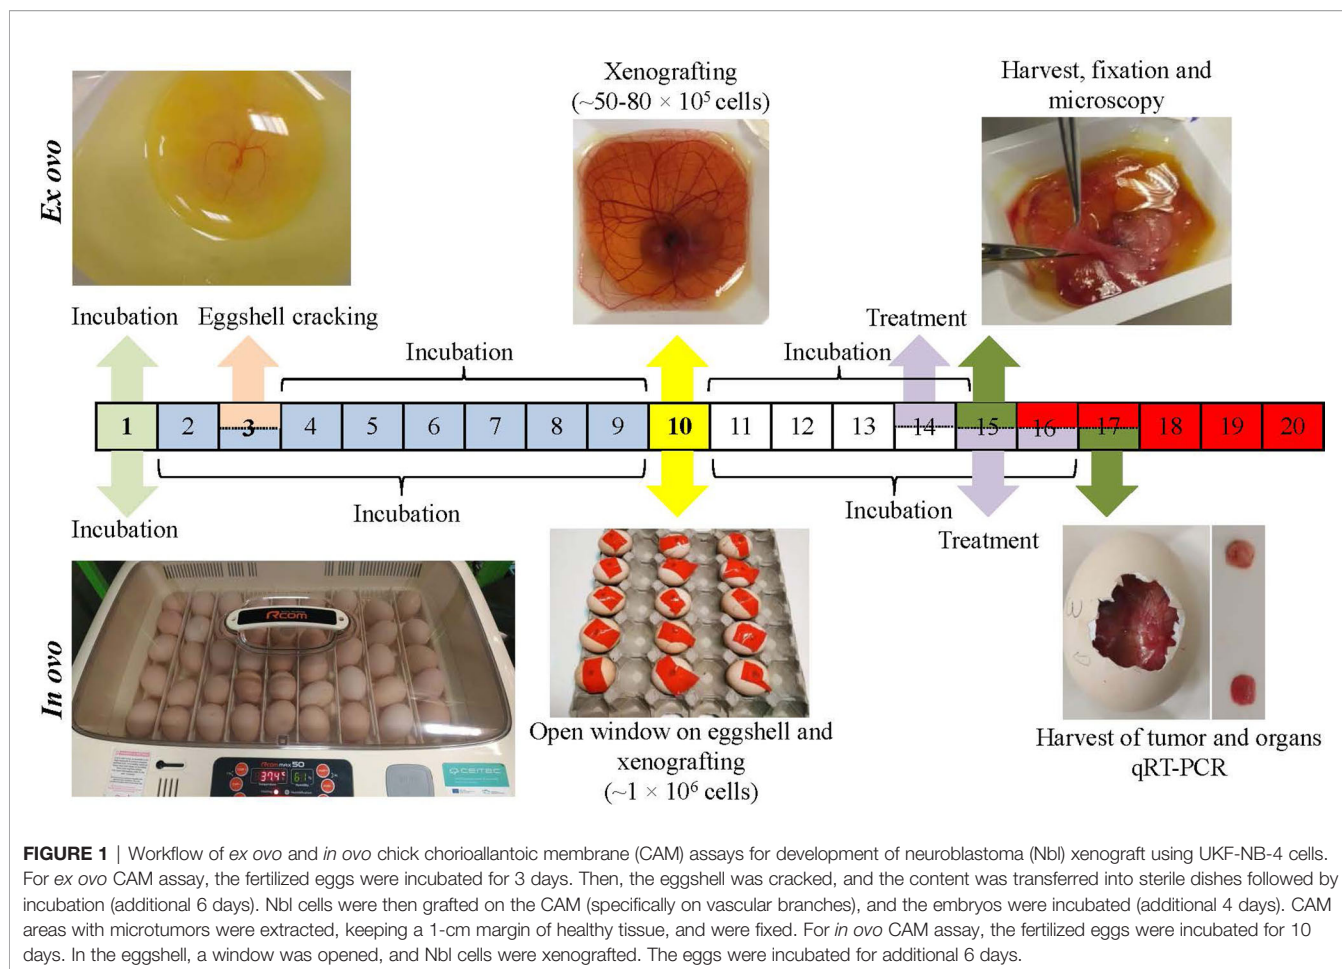 Ex ovo
Xenografting
(~50-80 × 10⁵ cells)
Harvest, fixation and
microscopy
Incubation
Eggshell cracking
Treatment
Incubation
Incubation
1 2 3 4 5 6 7 8 9 10 11 12 13 14 15 16 17 18 19 20
Incubation
Incubation
Incubation
Treatment
In ovo
Rcom
Rcom MAX 50
37.4
CEITEC
Open window on eggshell and
xenografting
(~1 × 10⁶ cells)
Harvest of tumor and organs
qRT-PCR
FIGURE 1 | Workflow of ex ovo and in ovo chick chorioallantoic membrane (CAM) assays for development of neuroblastoma (Nbl) xenograft using UKF-NB-4 cells.
For ex ovo CAM assay, the fertilized eggs were incubated for 3 days. Then, the eggshell was cracked, and the content was transferred into sterile dishes followed by
incubation (additional 6 days). Nbl cells were then grafted on the CAM (specifically on vascular branches), and the embryos were incubated (additional 4 days). CAM
areas with microtumors were extracted, keeping a 1-cm margin of healthy tissue, and were fixed. For in ovo CAM assay, the fertilized eggs were incubated for 10
days. In the eggshell, a window was opened, and Nbl cells were xenografted. The eggs were incubated for additional 6 days.